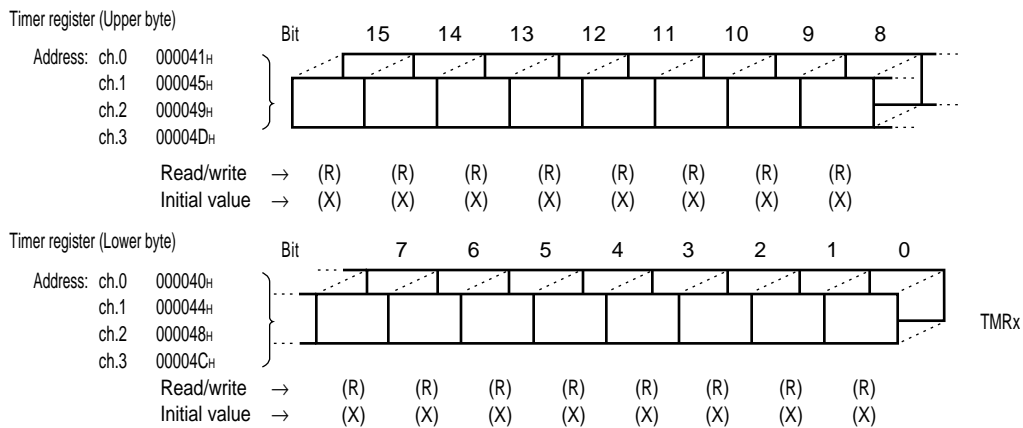 Timer register (Upper byte)
Bit 15 14 13 12 11 10 9 8
Address: ch.0 000041H
ch.1 000045H
ch.2 000049H
ch.3 00004DH
Read/write → (R) (R) (R) (R) (R) (R) (R) (R)
Initial value → (X) (X) (X) (X) (X) (X) (X) (X)
Timer register (Lower byte)
Bit 7 6 5 4 3 2 1 0
Address: ch.0 000040H
ch.1 000044H
ch.2 000048H
ch.3 00004CH
TMRx
Read/write → (R) (R) (R) (R) (R) (R) (R) (R)
Initial value → (X) (X) (X) (X) (X) (X) (X) (X)